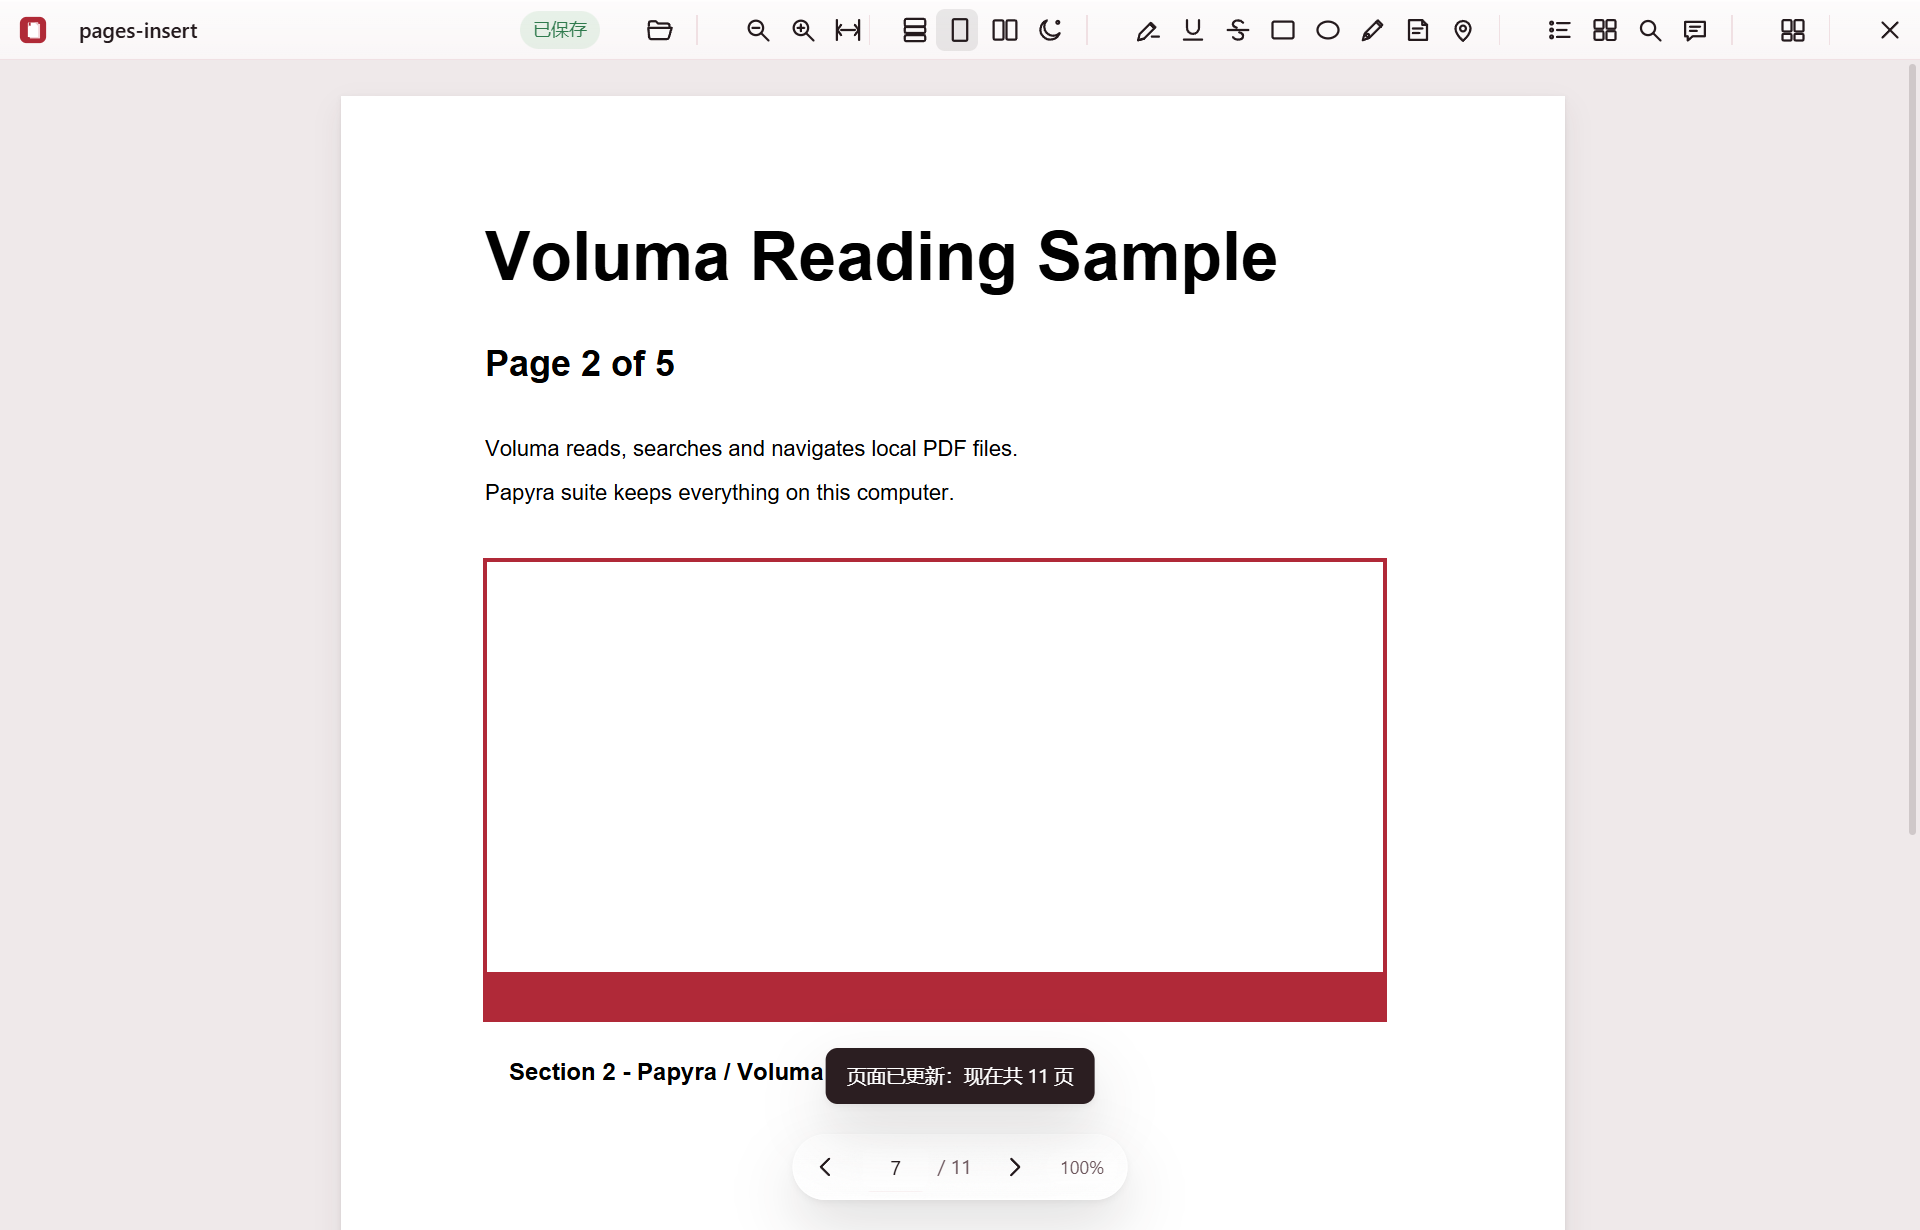 pages-insert
已保存
Voluma Reading Sample
Page 2 of 5
Voluma reads, searches and navigates local PDF files.
Papyra suite keeps everything on this computer.
Section 2 - Papyra / Voluma
页面已更新：现在共 11 页
7 / 11 100%